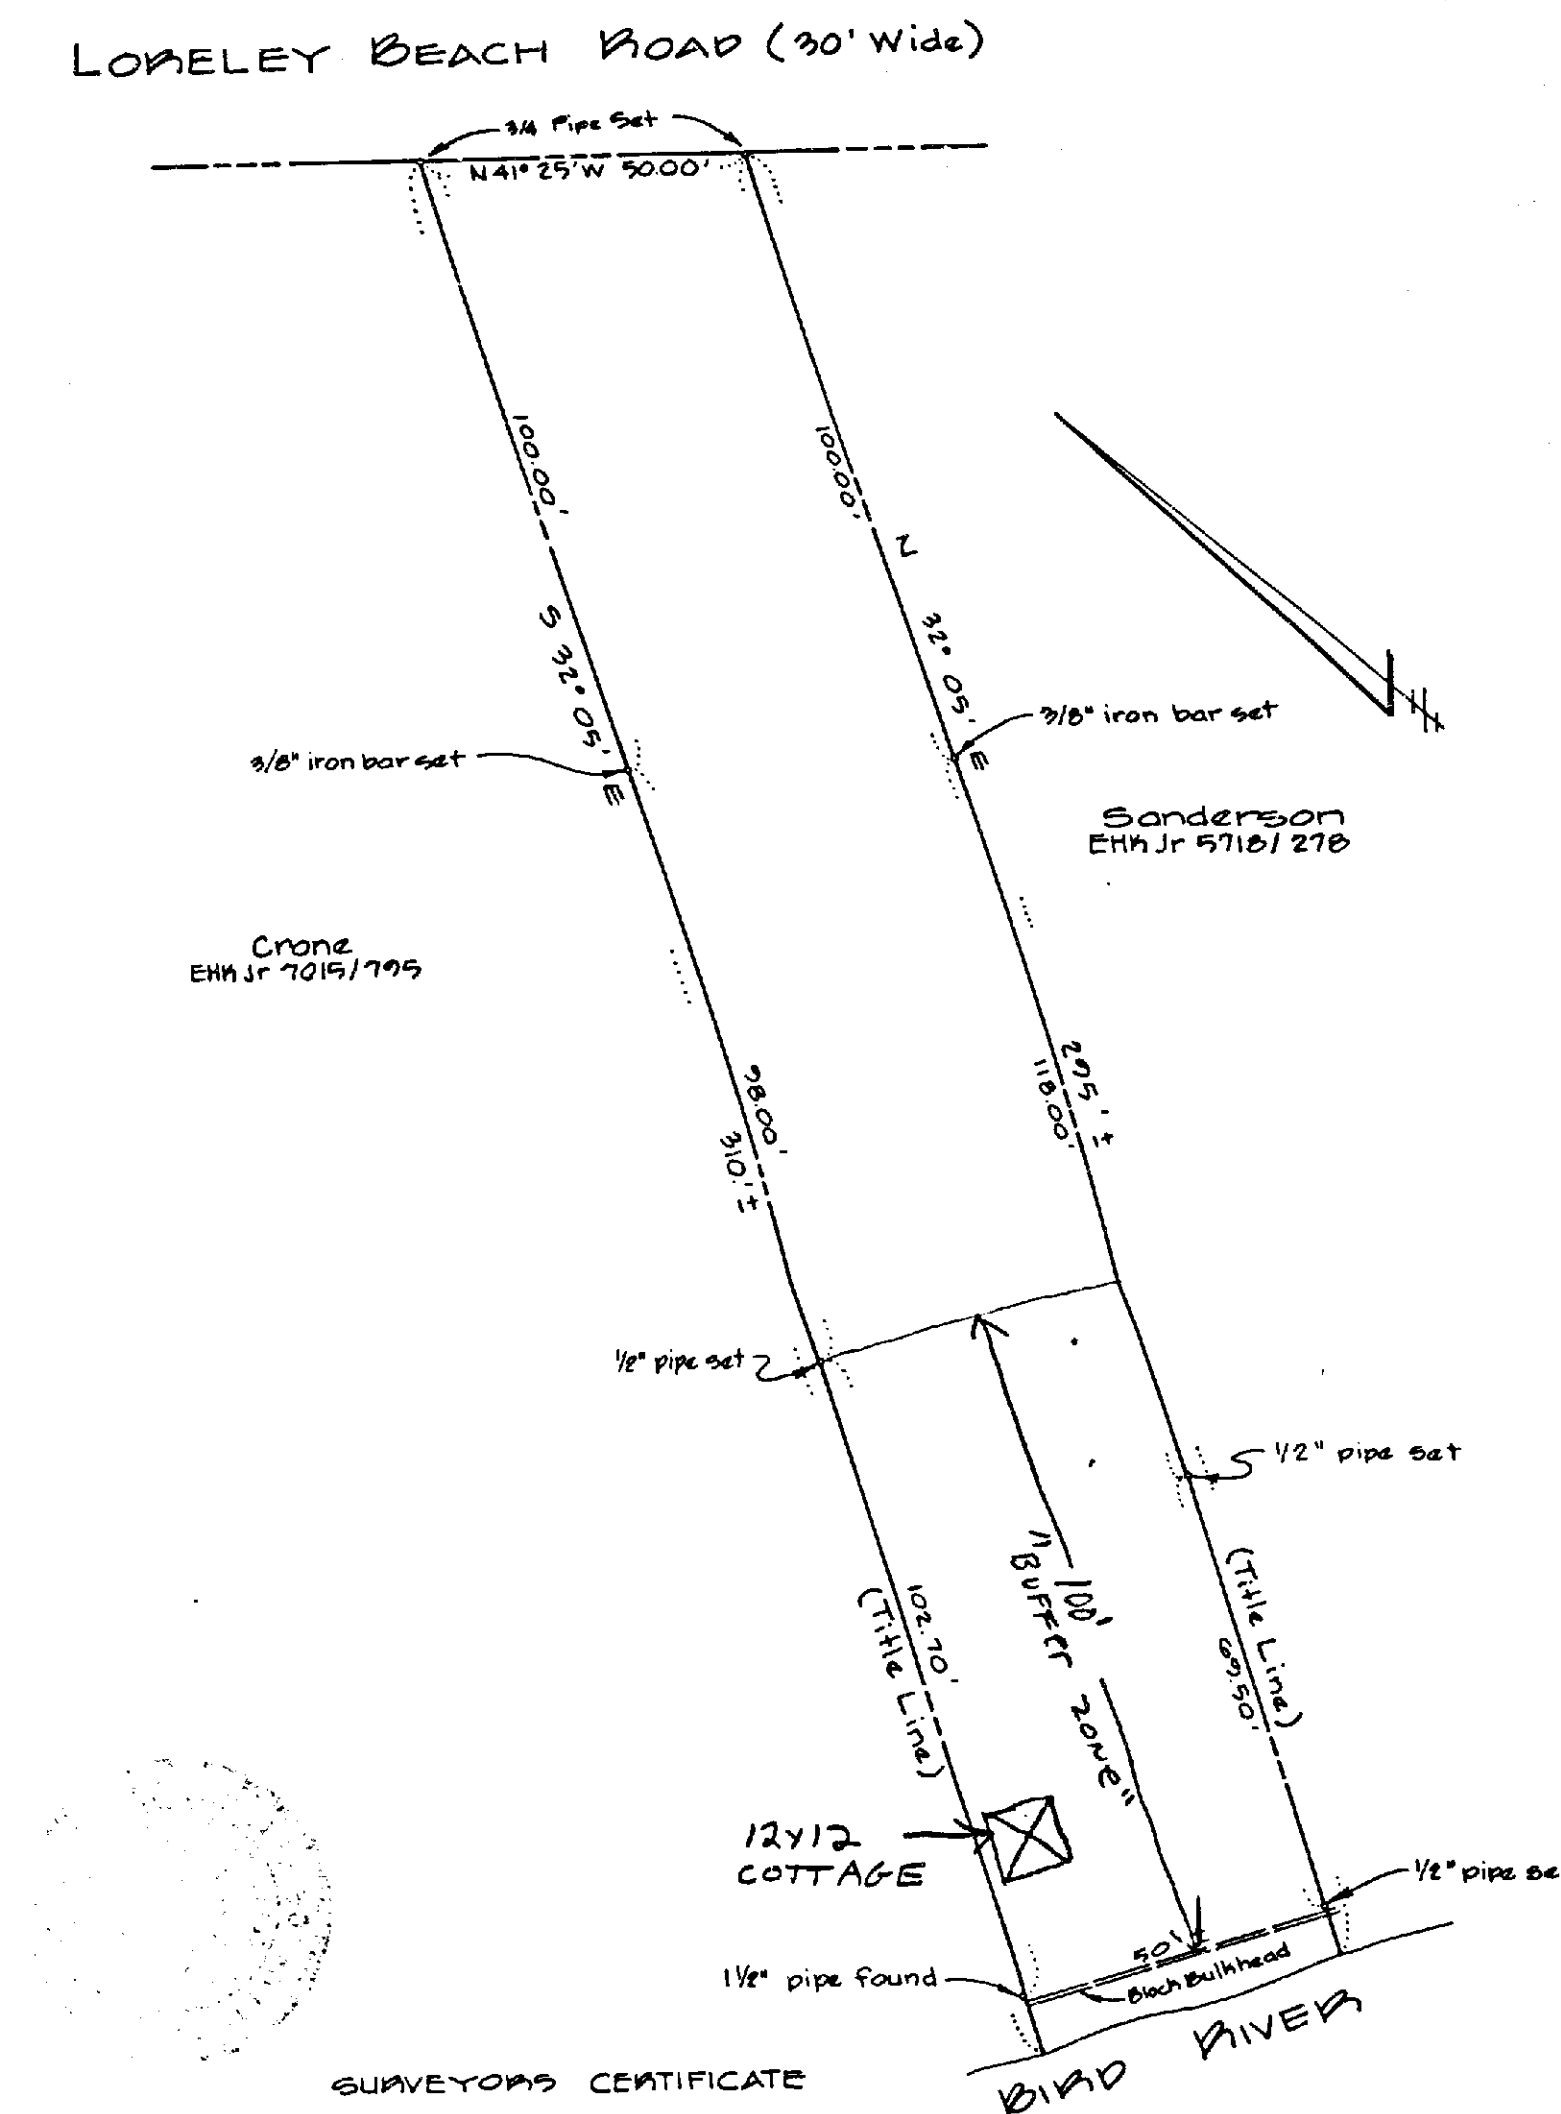 LORELEY BEACH ROAD (30' Wide)
3/4 Pipe Set
N 41° 25' W 50.00'
100.00'
100.00'
S 32° 05' E
N 32° 05' E
3/8" iron bar set
3/8" iron bar set
Sanderson
EHK Jr 5718/278
Crone
EHK Jr 7015/795
98.00'
310.'±
295'±
118.00'
1/2" pipe set
1/2" pipe set
100'
"BUFFER ZONE"
102.70'
(Title Line)
(Title Line)
69.50'
12x12
COTTAGE
1/2" pipe se
50'±
Block Bulkhead
1 1/2" pipe found
BIRD RIVER
SURVEYORS CERTIFICATE